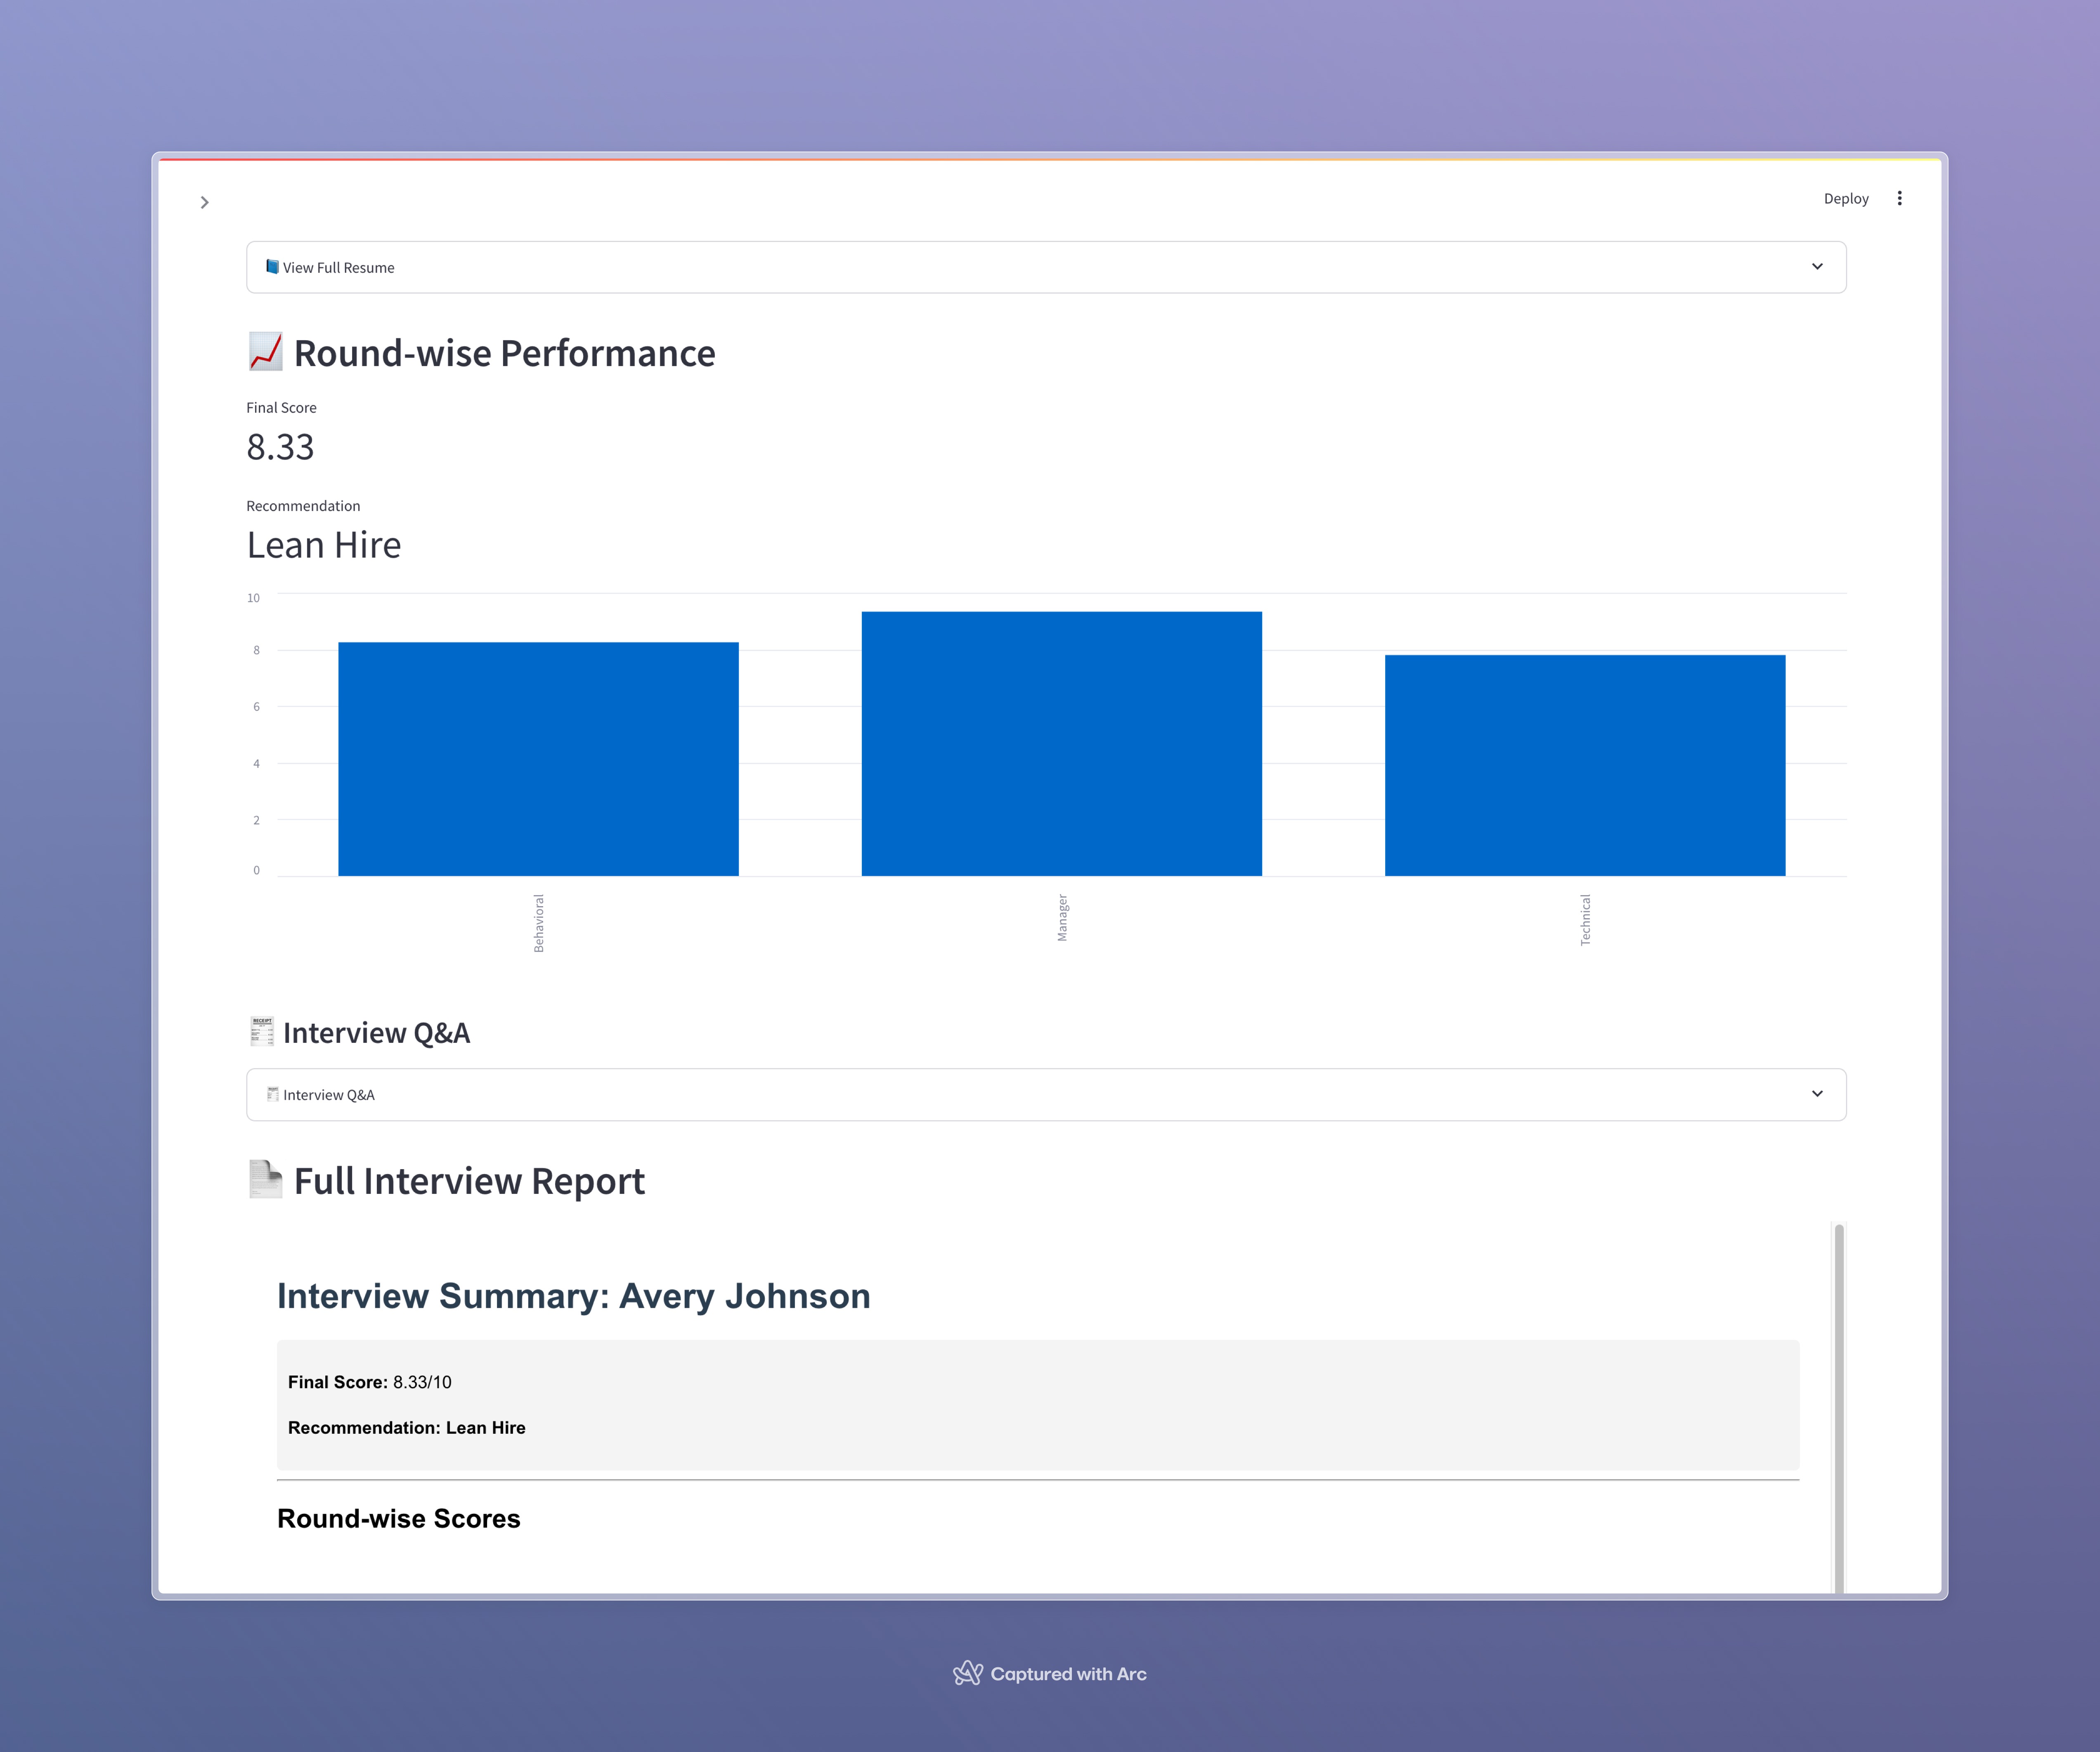 Deploy
View Full Resume
Round-wise Performance
Final Score
8.33
Recommendation
Lean Hire
10
8
6
4
2
0
Behavioral
Manager
Technical
RECEIPT
Interview Q&A
Interview Q&A
Full Interview Report
Interview Summary: Avery Johnson
Final Score: 8.33/10
Recommendation: Lean Hire
Round-wise Scores
Captured with Arc